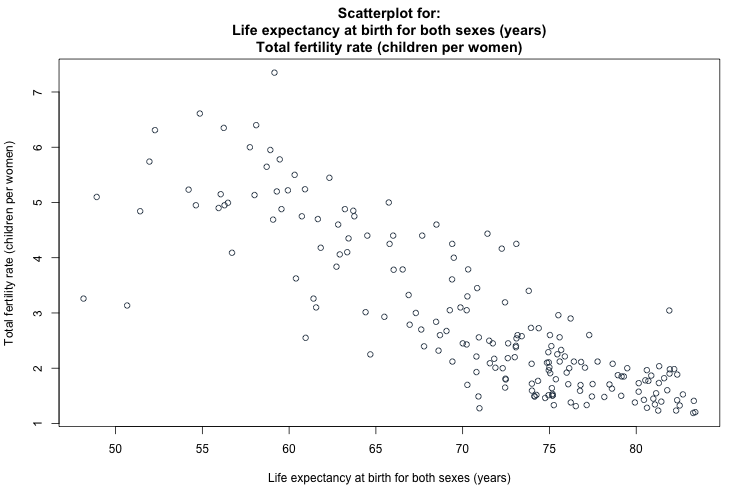 Scatterplot for:
Life expectancy at birth for both sexes (years)
Total fertility rate (children per women)
Total fertility rate (children per women)
7
6
5
4
3
2
1
50 55 60 65 70 75 80
Life expectancy at birth for both sexes (years)